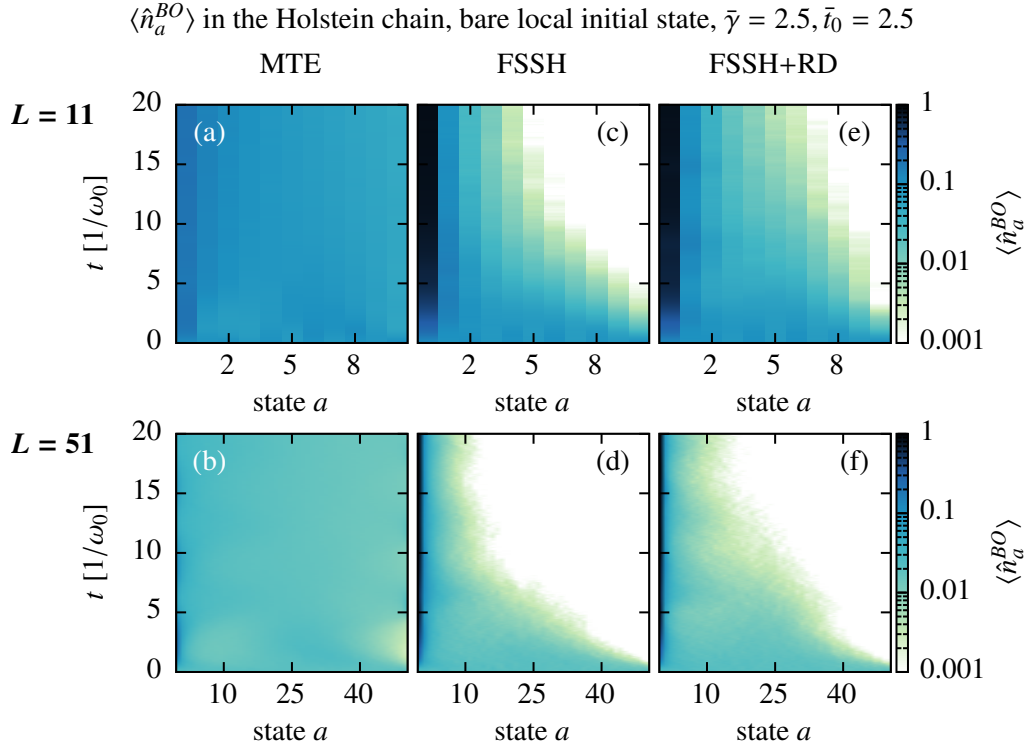 ⟨n̂_a^{BO}⟩ in the Holstein chain, bare local initial state, γ̄ = 2.5, t̄₀ = 2.5
MTE FSSH FSSH+RD
L = 11
(a) (c) (e)
20
15
10
5
0
t [1/ω₀]
2 5 8 2 5 8 2 5 8
state a state a state a
1
0.1
0.01
0.001
⟨n̂_a^{BO}⟩
L = 51
(b) (d) (f)
20
15
10
5
0
t [1/ω₀]
10 25 40 10 25 40 10 25 40
state a state a state a
1
0.1
0.01
0.001
⟨n̂_a^{BO}⟩